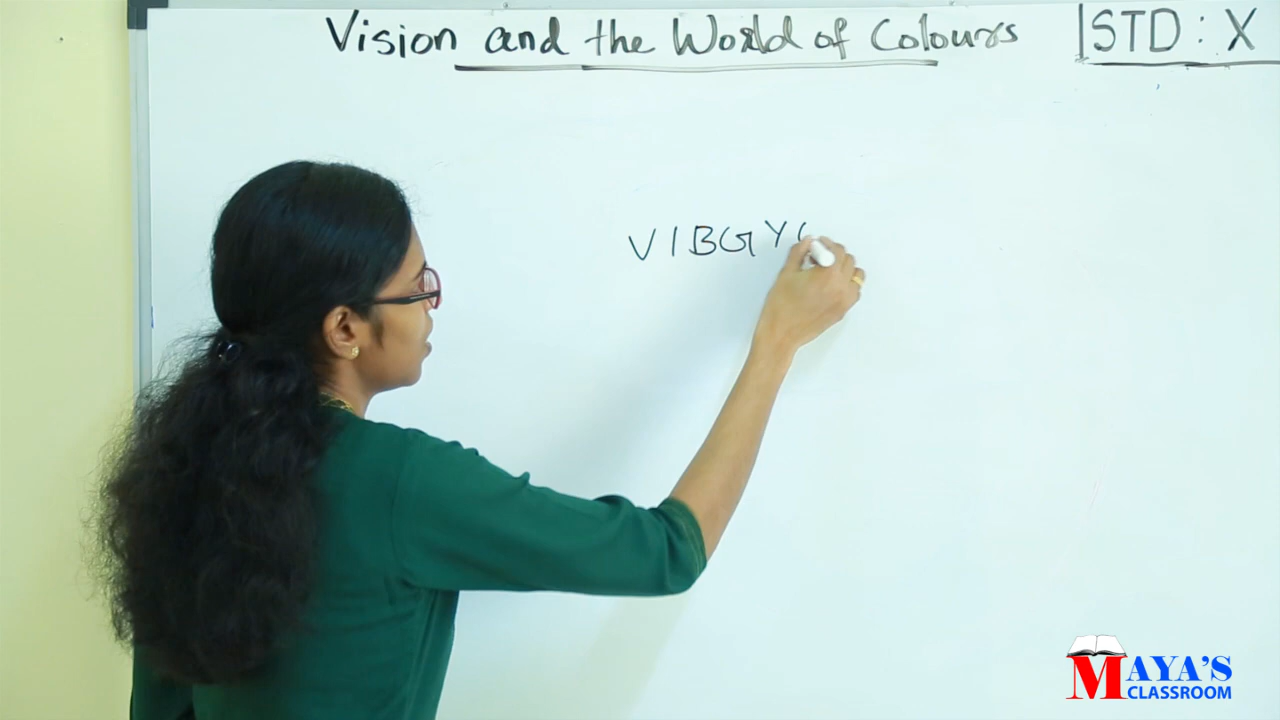 Vision and the World of Colours
STD : X
VIBGY
MAYA'S
CLASSROOM